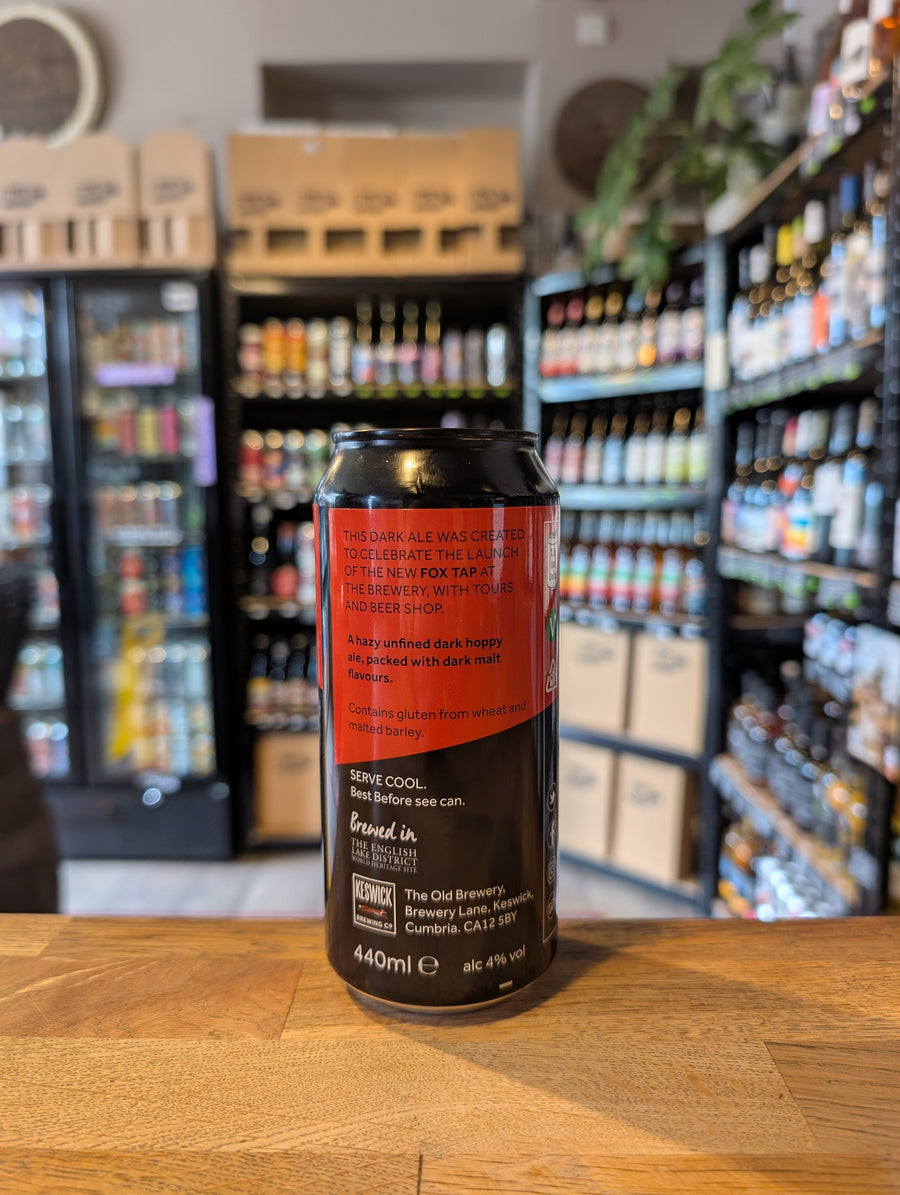 THIS DARK ALE WAS CREATED
TO CELEBRATE THE LAUNCH
OF THE NEW FOX TAP AT
THE BREWERY, WITH TOURS
AND BEER SHOP.
A hazy unfined dark hoppy
ale, packed with dark malt
flavours.
Contains gluten from wheat and
malted barley.
SERVE COOL.
Best Before see can.
Brewed in
THE ENGLISH
LAKE DISTRICT
WORLD HERITAGE SITE
KESWICK
BREWING Co
The Old Brewery,
Brewery Lane, Keswick,
Cumbria. CA12 5BY
440ml ℮
alc 4% vol